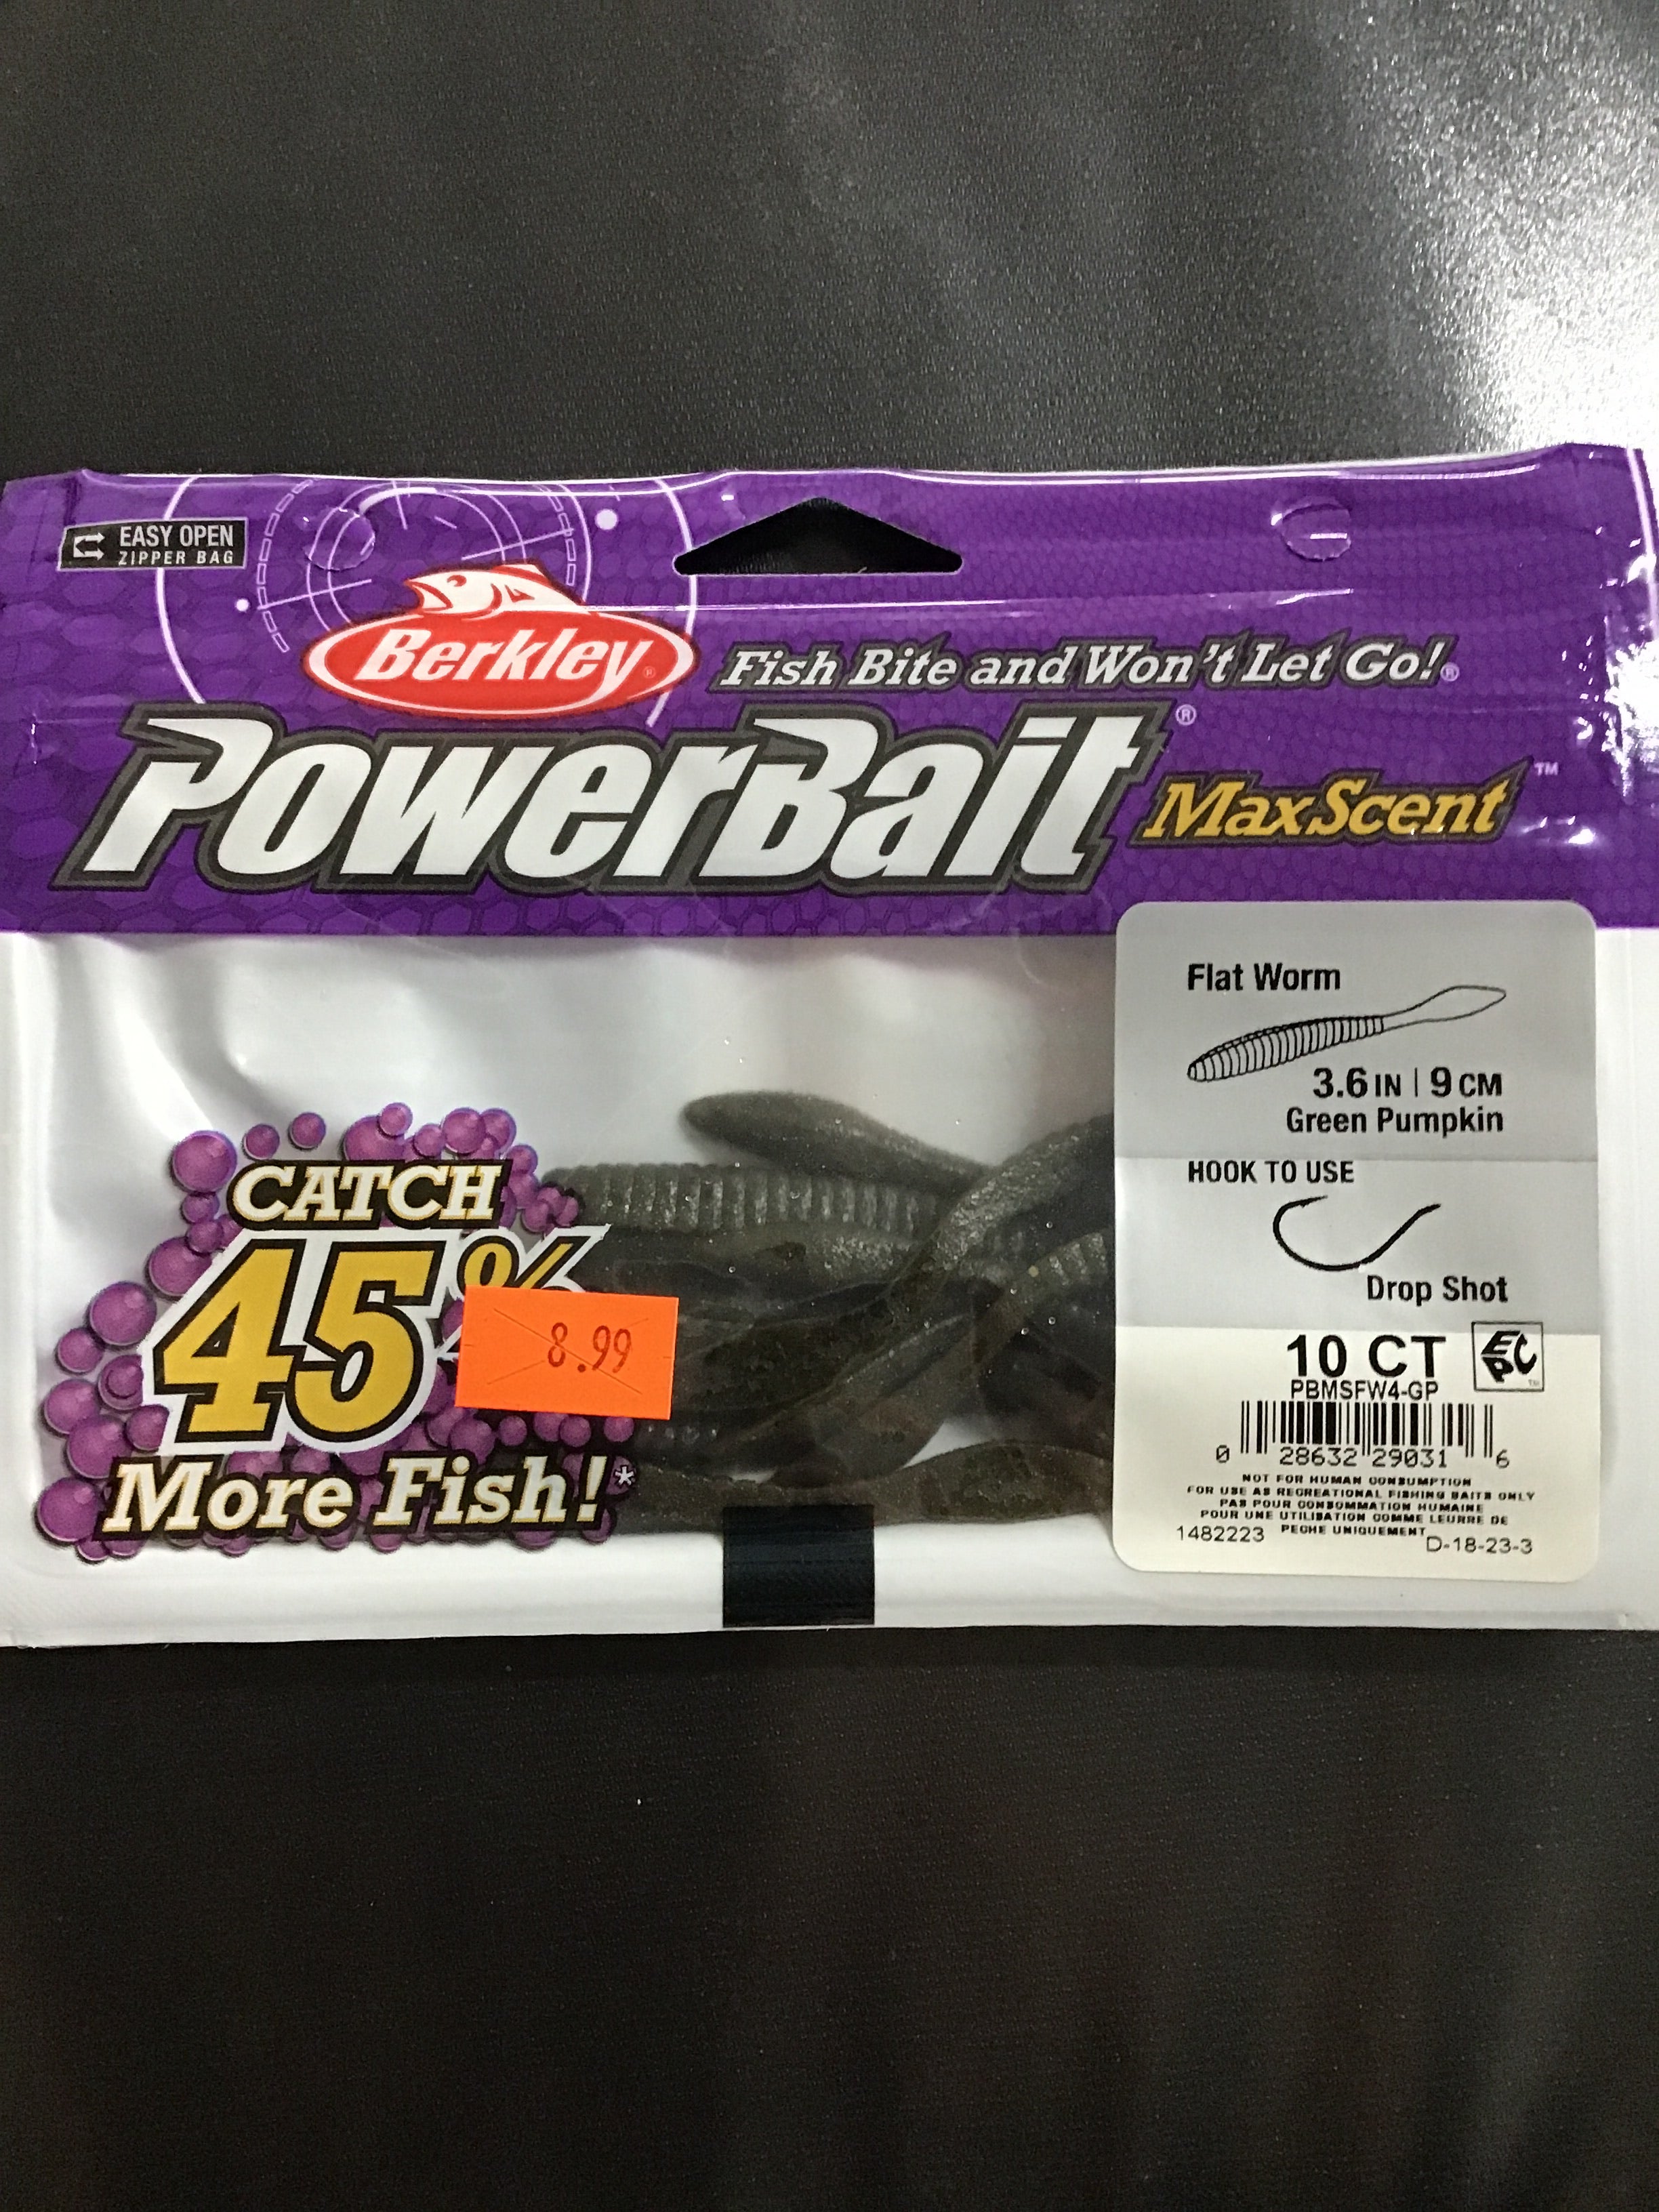 EASY OPEN
ZIPPER BAG
Berkley®
Fish Bite and Won't Let Go!®
PowerBait®
MaxScent™
Flat Worm
3.6 IN | 9 CM
Green Pumpkin
HOOK TO USE
Drop Shot
CATCH
45%
8.99
More Fish!*
10 CT
PBMSFW4-GP
0 28632 29031 6
NOT FOR HUMAN CONSUMPTION
FOR USE AS RECREATIONAL FISHING BAITS ONLY
PAS POUR CONSOMMATION HUMAINE
POUR UNE UTILISATION COMME LEURRE DE
PECHE UNIQUEMENT
1482223
D-18-23-3